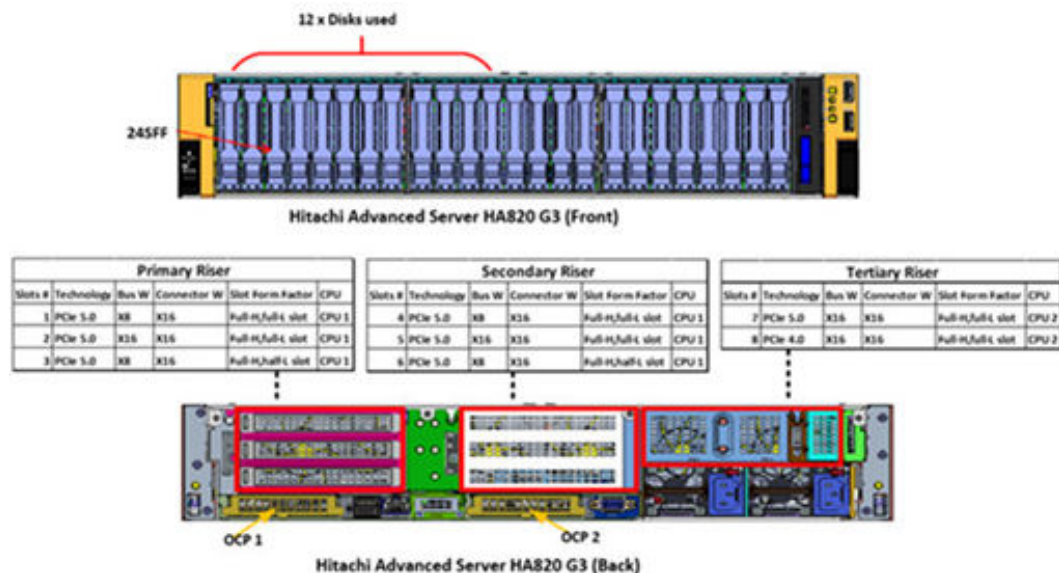 12 x Disks used
24SFF
Hitachi Advanced Server HA820 G3 (Front)
Primary Riser
Slots # Technology Bus W Connector W Slot Form Factor CPU
1 PCIe 5.0 X8 X16 Full-H,full-L slot CPU 1
2 PCIe 5.0 X16 X16 Full-H,full-L slot CPU 1
3 PCIe 5.0 X8 X16 Full-H,half-L slot CPU 1
Secondary Riser
Slots # Technology Bus W Connector W Slot Form Factor CPU
4 PCIe 5.0 X8 X16 Full-H,full-L slot CPU 1
5 PCIe 5.0 X16 X16 Full-H,full-L slot CPU 1
6 PCIe 5.0 X8 X16 Full-H,half-L slot CPU 1
Tertiary Riser
Slots # Technology Bus W Connector W Slot Form Factor CPU
7 PCIe 5.0 X16 X16 Full-H,full-L slot CPU 2
8 PCIe 4.0 X16 X16 Full-H,full-L slot CPU 2
OCP 1
OCP 2
Hitachi Advanced Server HA820 G3 (Back)